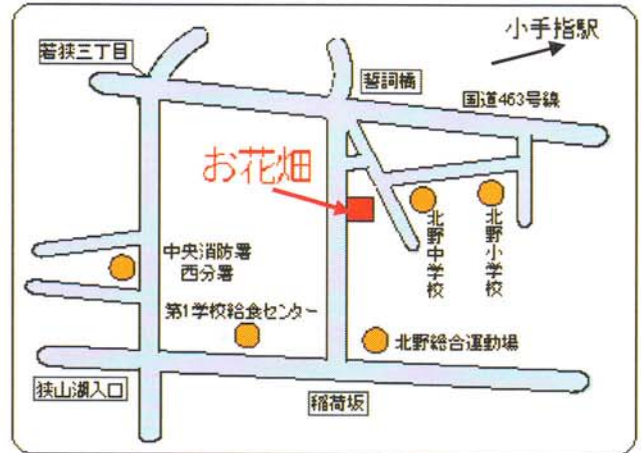 小手指駅
若狭三丁目
誓詞橋
国道463号線
お花畑
北野中学校
北野小学校
中央消防署
西分署
第1学校給食センター
北野総合運動場
狭山湖入口
稲荷坂